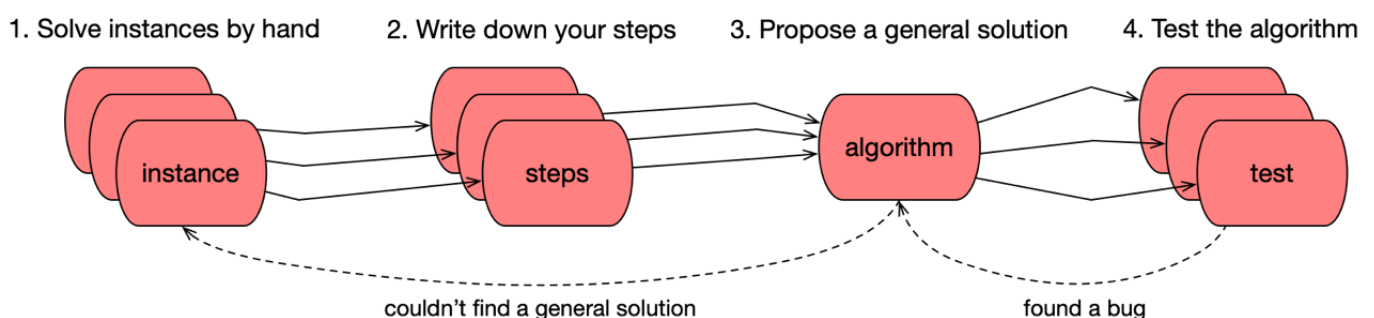 1. Solve instances by hand
2. Write down your steps
3. Propose a general solution
4. Test the algorithm
instance
steps
algorithm
test
couldn't find a general solution
found a bug